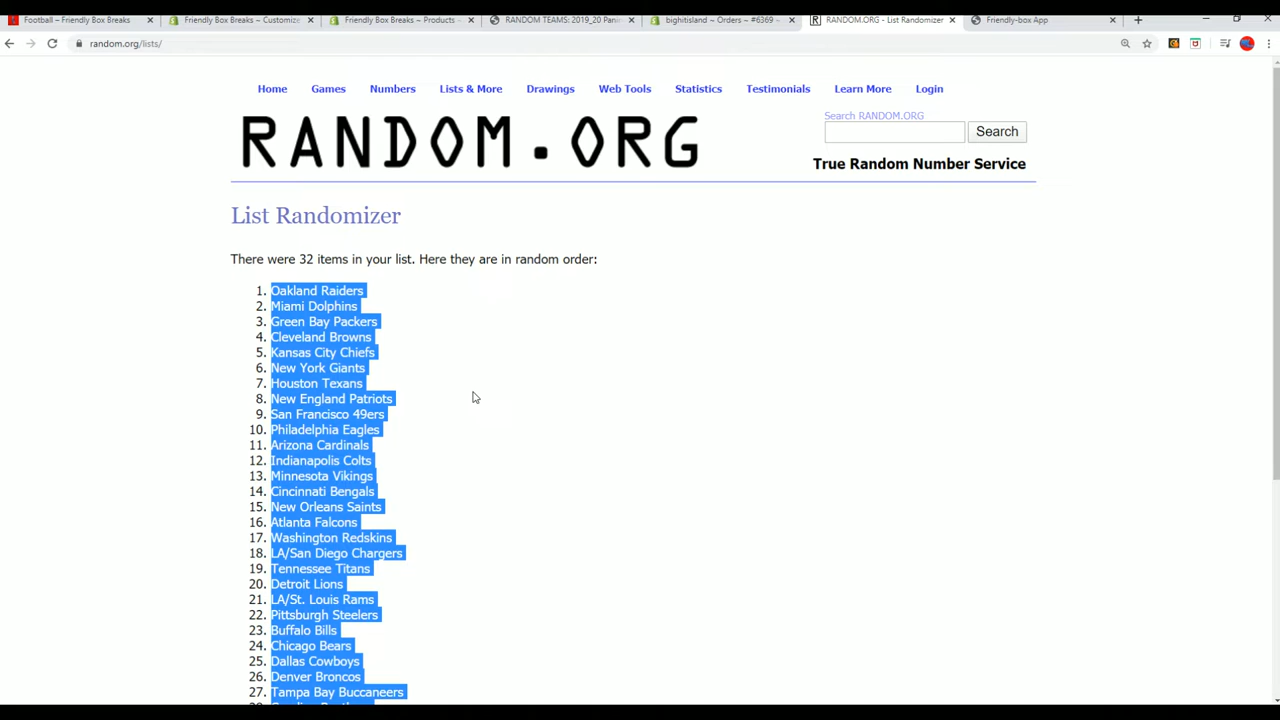 Football – Friendly Box Breaks
Friendly Box Breaks – Customize
Friendly Box Breaks ~ Products ~
RANDOM TEAMS: 2019_20 Panin
bighitisland ~ Orders ~ #6369 ~
RANDOM.ORG - List Randomizer
Friendly-box App
random.org/lists/
Home Games Numbers Lists & More Drawings Web Tools Statistics Testimonials Learn More Login
RANDOM.ORG
Search RANDOM.ORG
Search
True Random Number Service
List Randomizer
There were 32 items in your list. Here they are in random order:
1. Oakland Raiders
2. Miami Dolphins
3. Green Bay Packers
4. Cleveland Browns
5. Kansas City Chiefs
6. New York Giants
7. Houston Texans
8. New England Patriots
9. San Francisco 49ers
10. Philadelphia Eagles
11. Arizona Cardinals
12. Indianapolis Colts
13. Minnesota Vikings
14. Cincinnati Bengals
15. New Orleans Saints
16. Atlanta Falcons
17. Washington Redskins
18. LA/San Diego Chargers
19. Tennessee Titans
20. Detroit Lions
21. LA/St. Louis Rams
22. Pittsburgh Steelers
23. Buffalo Bills
24. Chicago Bears
25. Dallas Cowboys
26. Denver Broncos
27. Tampa Bay Buccaneers